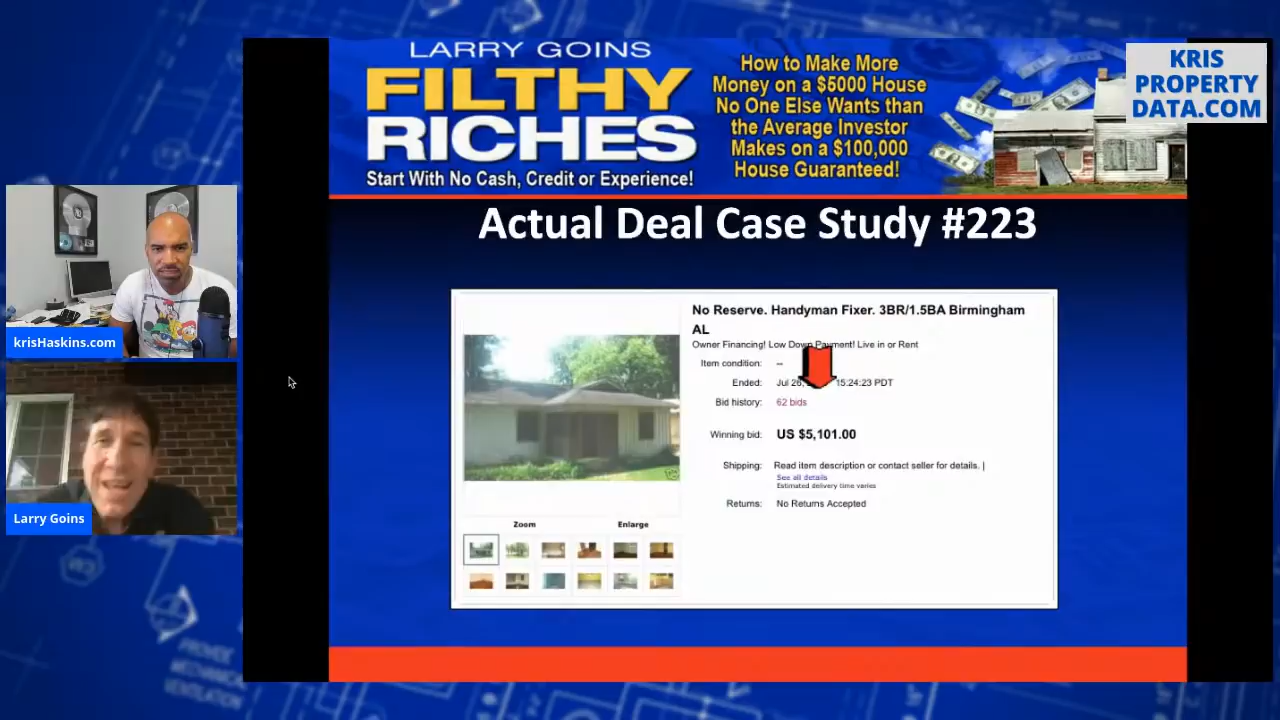 LARRY GOINS
FILTHY
RICHES
Start With No Cash, Credit or Experience!
How to Make More
Money on a $5000 House
No One Else Wants than
the Average Investor
Makes on a $100,000
House Guaranteed!
KRIS
PROPERTY
DATA.COM
Actual Deal Case Study #223
No Reserve. Handyman Fixer. 3BR/1.5BA Birmingham
AL
Owner Financing! Low Down Payment! Live in or Rent
Item condition: --
Ended: Jul 26, 15:24:23 PDT
Bid history: 62 bids
Winning bid: US $5,101.00
Shipping: Read item description or contact seller for details. |
See all details
Estimated delivery time varies
Returns: No Returns Accepted
Zoom Enlarge
krisHaskins.com
Larry Goins
PROVIDE
MECHANICAL
VENTILATION